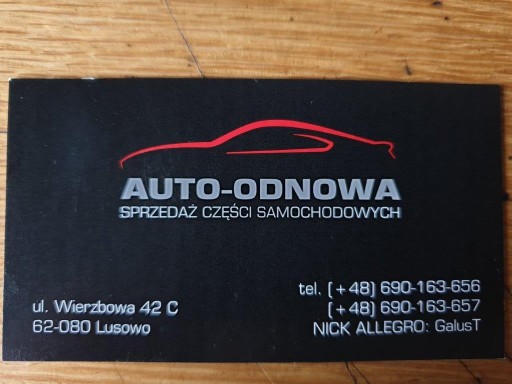 AUTO-ODNOWA
SPRZEDAŻ CZĘŚCI SAMOCHODOWYCH
ul. Wierzbowa 42 C
62-080 Lusowo
tel. (+48) 690-163-656
(+48) 690-163-657
NICK ALLEGRO: GalusT